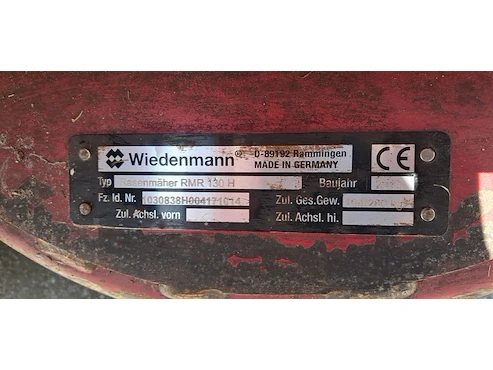 Wiedenmann® D-89192 Rammingen
MADE IN GERMANY CE
Typ Rasenmäher RMR 130 H Baujahr
Fz. Id. Nr. Zul. Ges.Gew.
Zul. Achsl. vorn Zul. Achsl. hi.